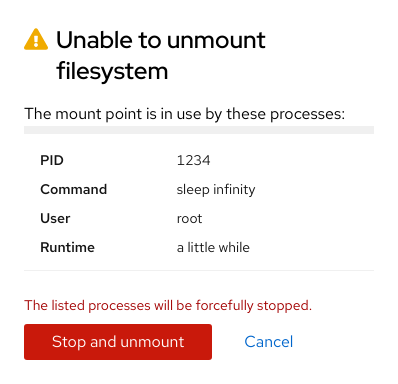 Unable to unmount
filesystem
The mount point is in use by these processes:
PID 1234
Command sleep infinity
User root
Runtime a little while
The listed processes will be forcefully stopped.
Stop and unmount Cancel